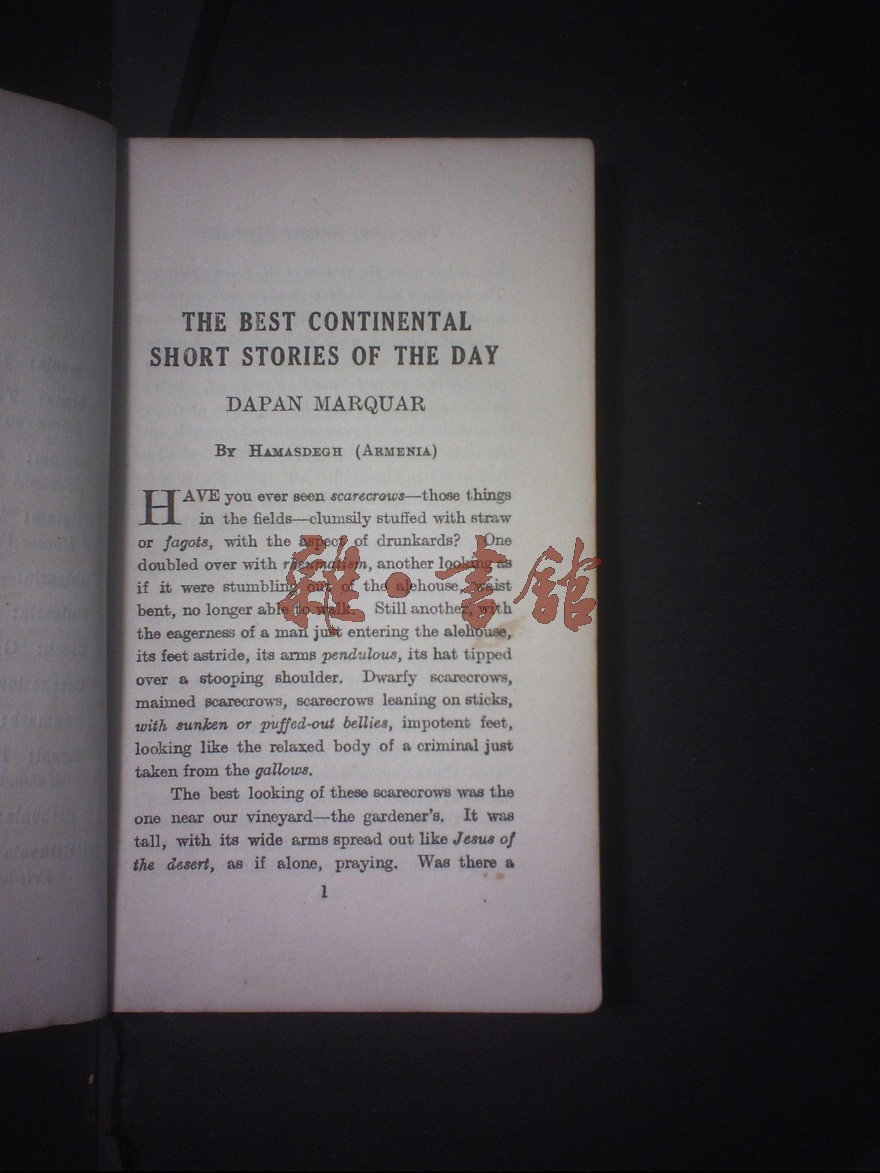 THE BEST CONTINENTAL
SHORT STORIES OF THE DAY
DAPAN MARQUAR
By Hamasdegh (Armenia)
HAVE you ever seen scarecrows—those things
in the fields—clumsily stuffed with straw
or fagots, with the aspect of drunkards? One
doubled over with rheumatism, another looking as
if it were stumbling out of the alehouse, waist
bent, no longer able to walk. Still another, with
the eagerness of a man just entering the alehouse,
its feet astride, its arms pendulous, its hat tipped
over a stooping shoulder. Dwarfy scarecrows,
maimed scarecrows, scarecrows leaning on sticks,
with sunken or puffed-out bellies, impotent feet,
looking like the relaxed body of a criminal just
taken from the gallows.
The best looking of these scarecrows was the
one near our vineyard—the gardener's. It was
tall, with its wide arms spread out like Jesus of
the desert, as if alone, praying. Was there a
1
雜·書館